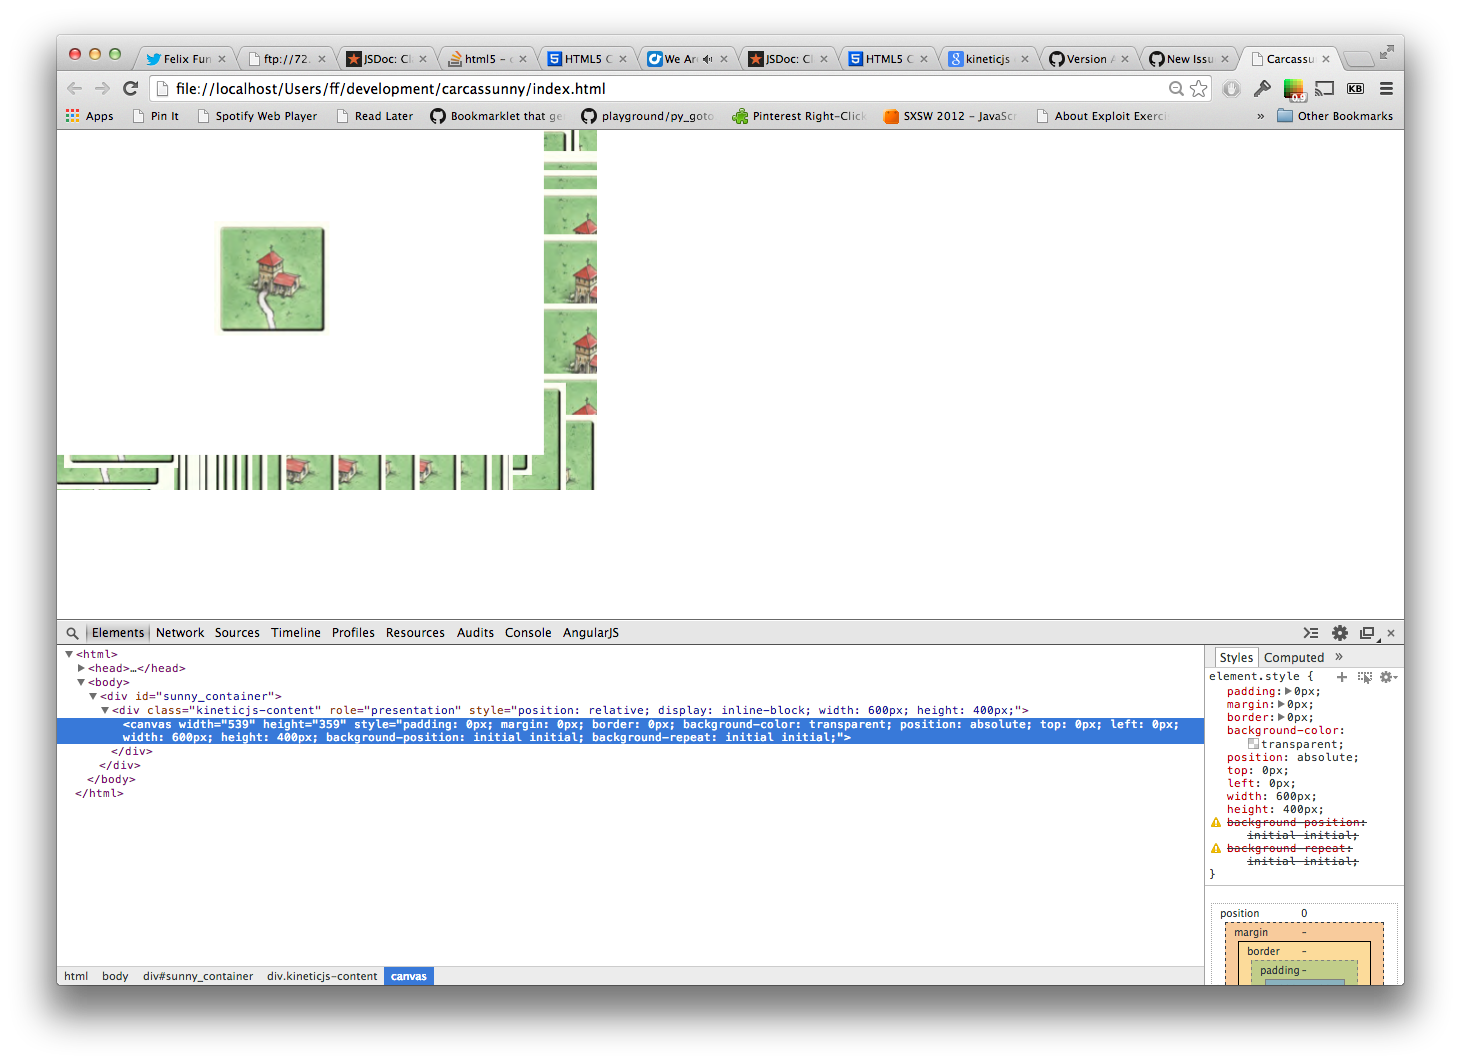 Felix Fun
ftp://72.
JSDoc: Cl
html5 - c
HTML5 C
We Are
JSDoc: Cl
HTML5 C
kineticjs
Version A
New Issu
Carcassu
file://localhost/Users/ff/development/carcassunny/index.html
0.9
KB
Apps
Pin It
Spotify Web Player
Read Later
Bookmarklet that ge
playground/py_goto
Pinterest Right-Click
SXSW 2012 - JavaScr
About Exploit Exerci
»
Other Bookmarks
Elements Network Sources Timeline Profiles Resources Audits Console AngularJS
<html>
<head>…</head>
<body>
<div id="sunny_container">
<div class="kineticjs-content" role="presentation" style="position: relative; display: inline-block; width: 600px; height: 400px;">
<canvas width="539" height="359" style="padding: 0px; margin: 0px; border: 0px; background-color: transparent; position: absolute; top: 0px; left: 0px;
width: 600px; height: 400px; background-position: initial initial; background-repeat: initial initial;">
</div>
</div>
</body>
</html>
Styles Computed »
element.style {
padding: 0px;
margin: 0px;
border: 0px;
background-color:
transparent;
position: absolute;
top: 0px;
left: 0px;
width: 600px;
height: 400px;
background-position:
initial initial;
background-repeat:
initial initial;
}
position 0
margin -
border -
padding -
html body div#sunny_container div.kineticjs-content canvas